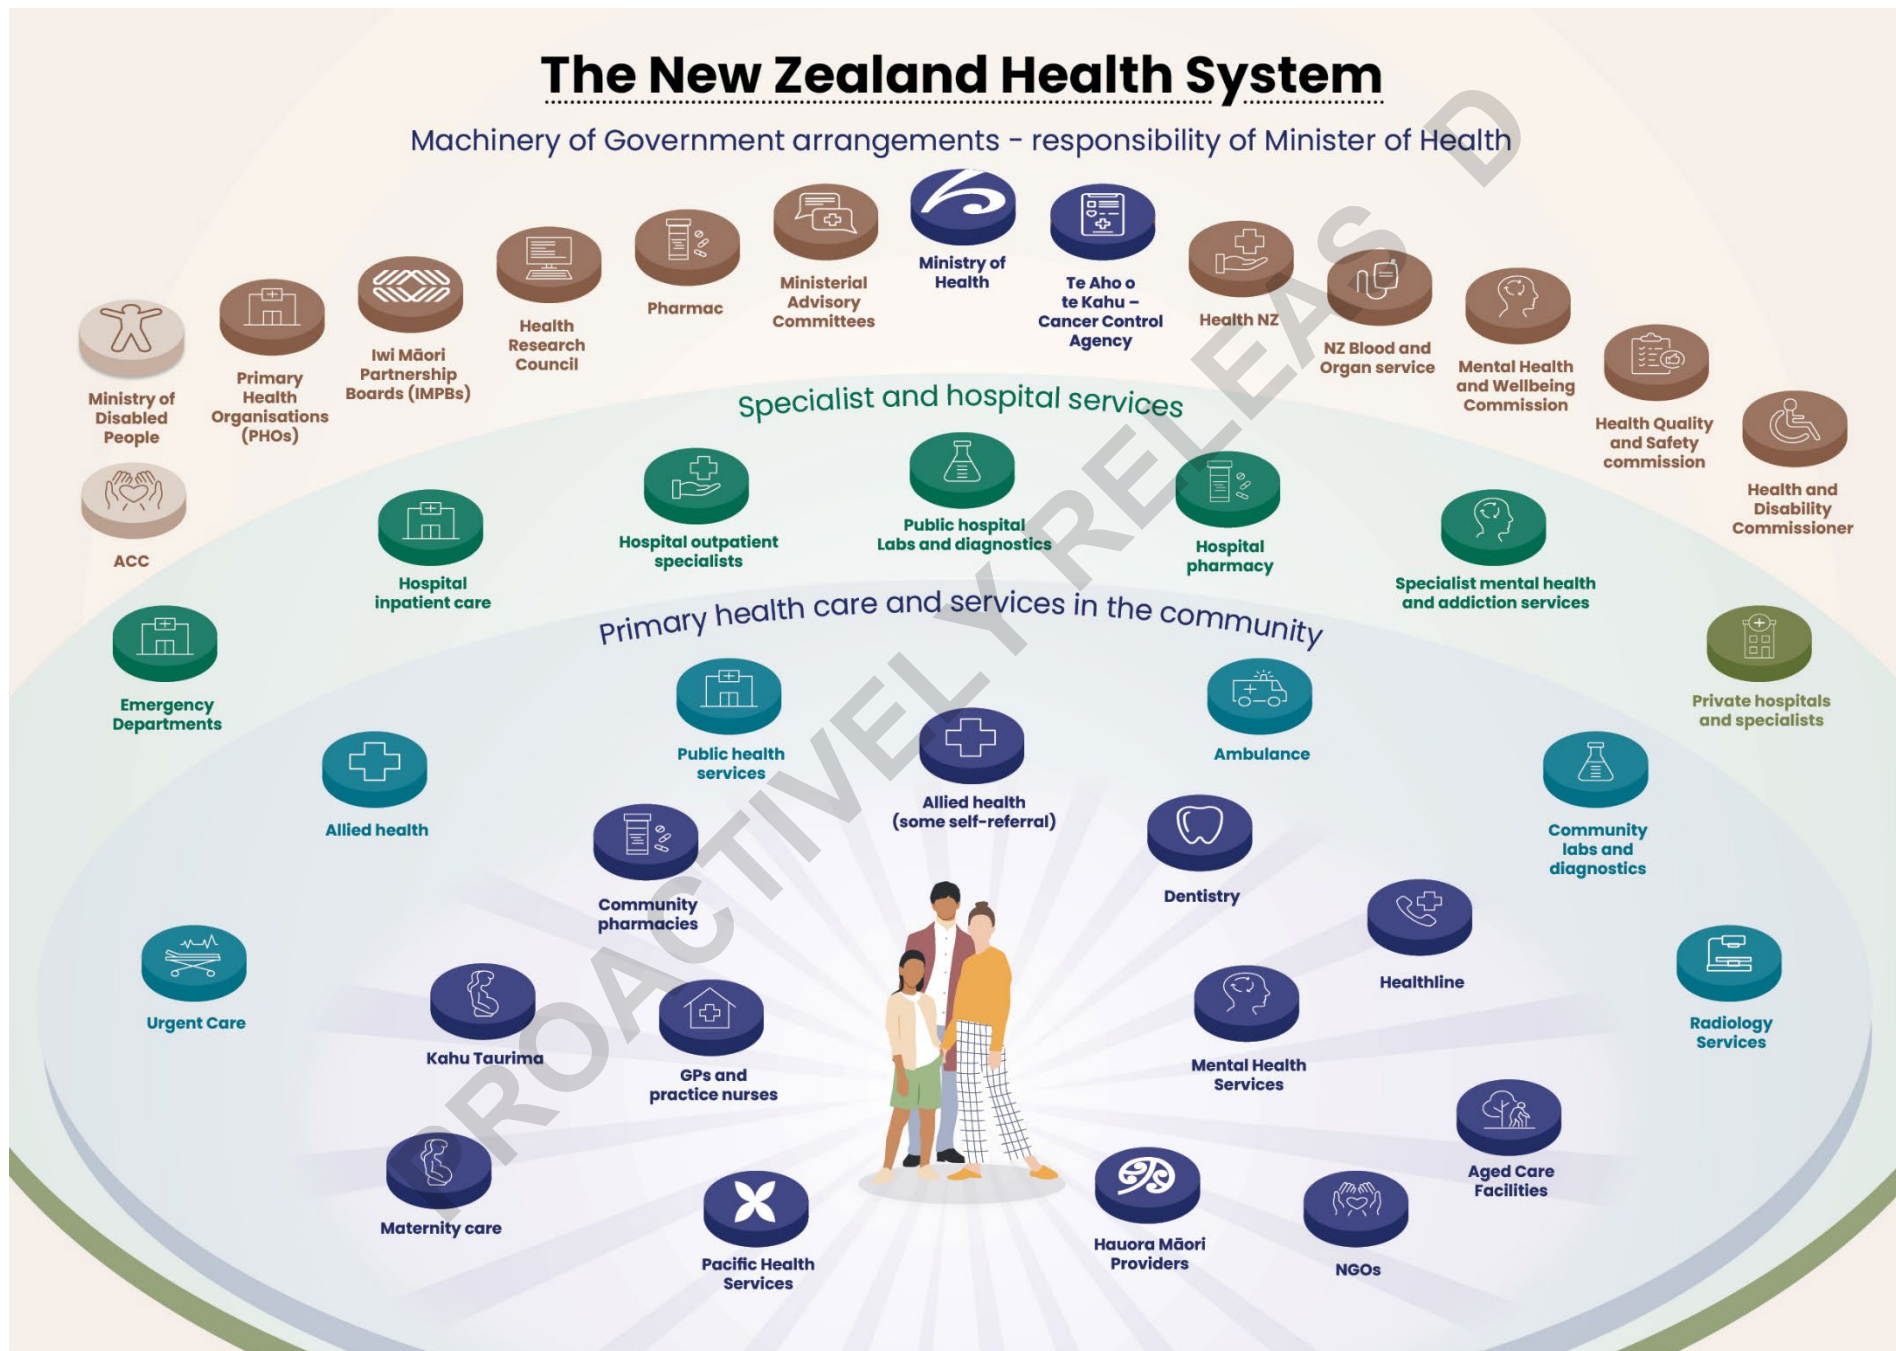 The New Zealand Health System
Machinery of Government arrangements - responsibility of Minister of Health
Ministry of
Disabled
People
ACC
Primary
Health
Organisations
(PHOs)
Iwi Māori
Partnership
Boards (IMPBs)
Health
Research
Council
Pharmac
Ministerial
Advisory
Committees
Ministry of
Health
Te Aho o
te Kahu –
Cancer Control
Agency
Health NZ
NZ Blood and
Organ service
Mental Health
and Wellbeing
Commission
Health Quality
and Safety
commission
Health and
Disability
Commissioner
Specialist and hospital services
Emergency
Departments
Hospital
inpatient care
Hospital outpatient
specialists
Public hospital
Labs and diagnostics
Hospital
pharmacy
Specialist mental health
and addiction services
Private hospitals
and specialists
Primary health care and services in the community
Urgent Care
Allied health
Public health
services
Ambulance
Community
labs and
diagnostics
Radiology
Services
Allied health
(some self-referral)
Community
pharmacies
Dentistry
Healthline
Kahu Taurima
GPs and
practice nurses
Mental Health
Services
Aged Care
Facilities
Maternity care
Pacific Health
Services
Hauora Māori
Providers
NGOs
PROACTIVELY RELEAS D